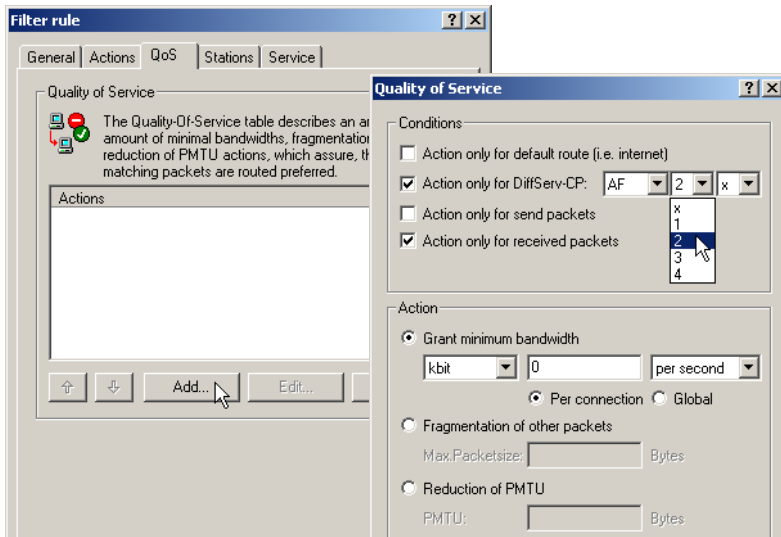 Filter rule
General Actions QoS Stations Service
Quality of Service
The Quality-Of-Service table describes an
amount of minimal bandwidths, fragmentation
reduction of PMTU actions, which assure,
matching packets are routed preferred.
Actions
Add...
Edit...
Quality of Service
Conditions
Action only for default route (i.e. internet)
Action only for DiffServ-CP: AF 2 x
Action only for send packets
Action only for received packets
x
1
2
3
4
Action
Grant minimum bandwidth
kbit 0 per second
Per connection Global
Fragmentation of other packets
Max.Packetsize: Bytes
Reduction of PMTU
PMTU: Bytes